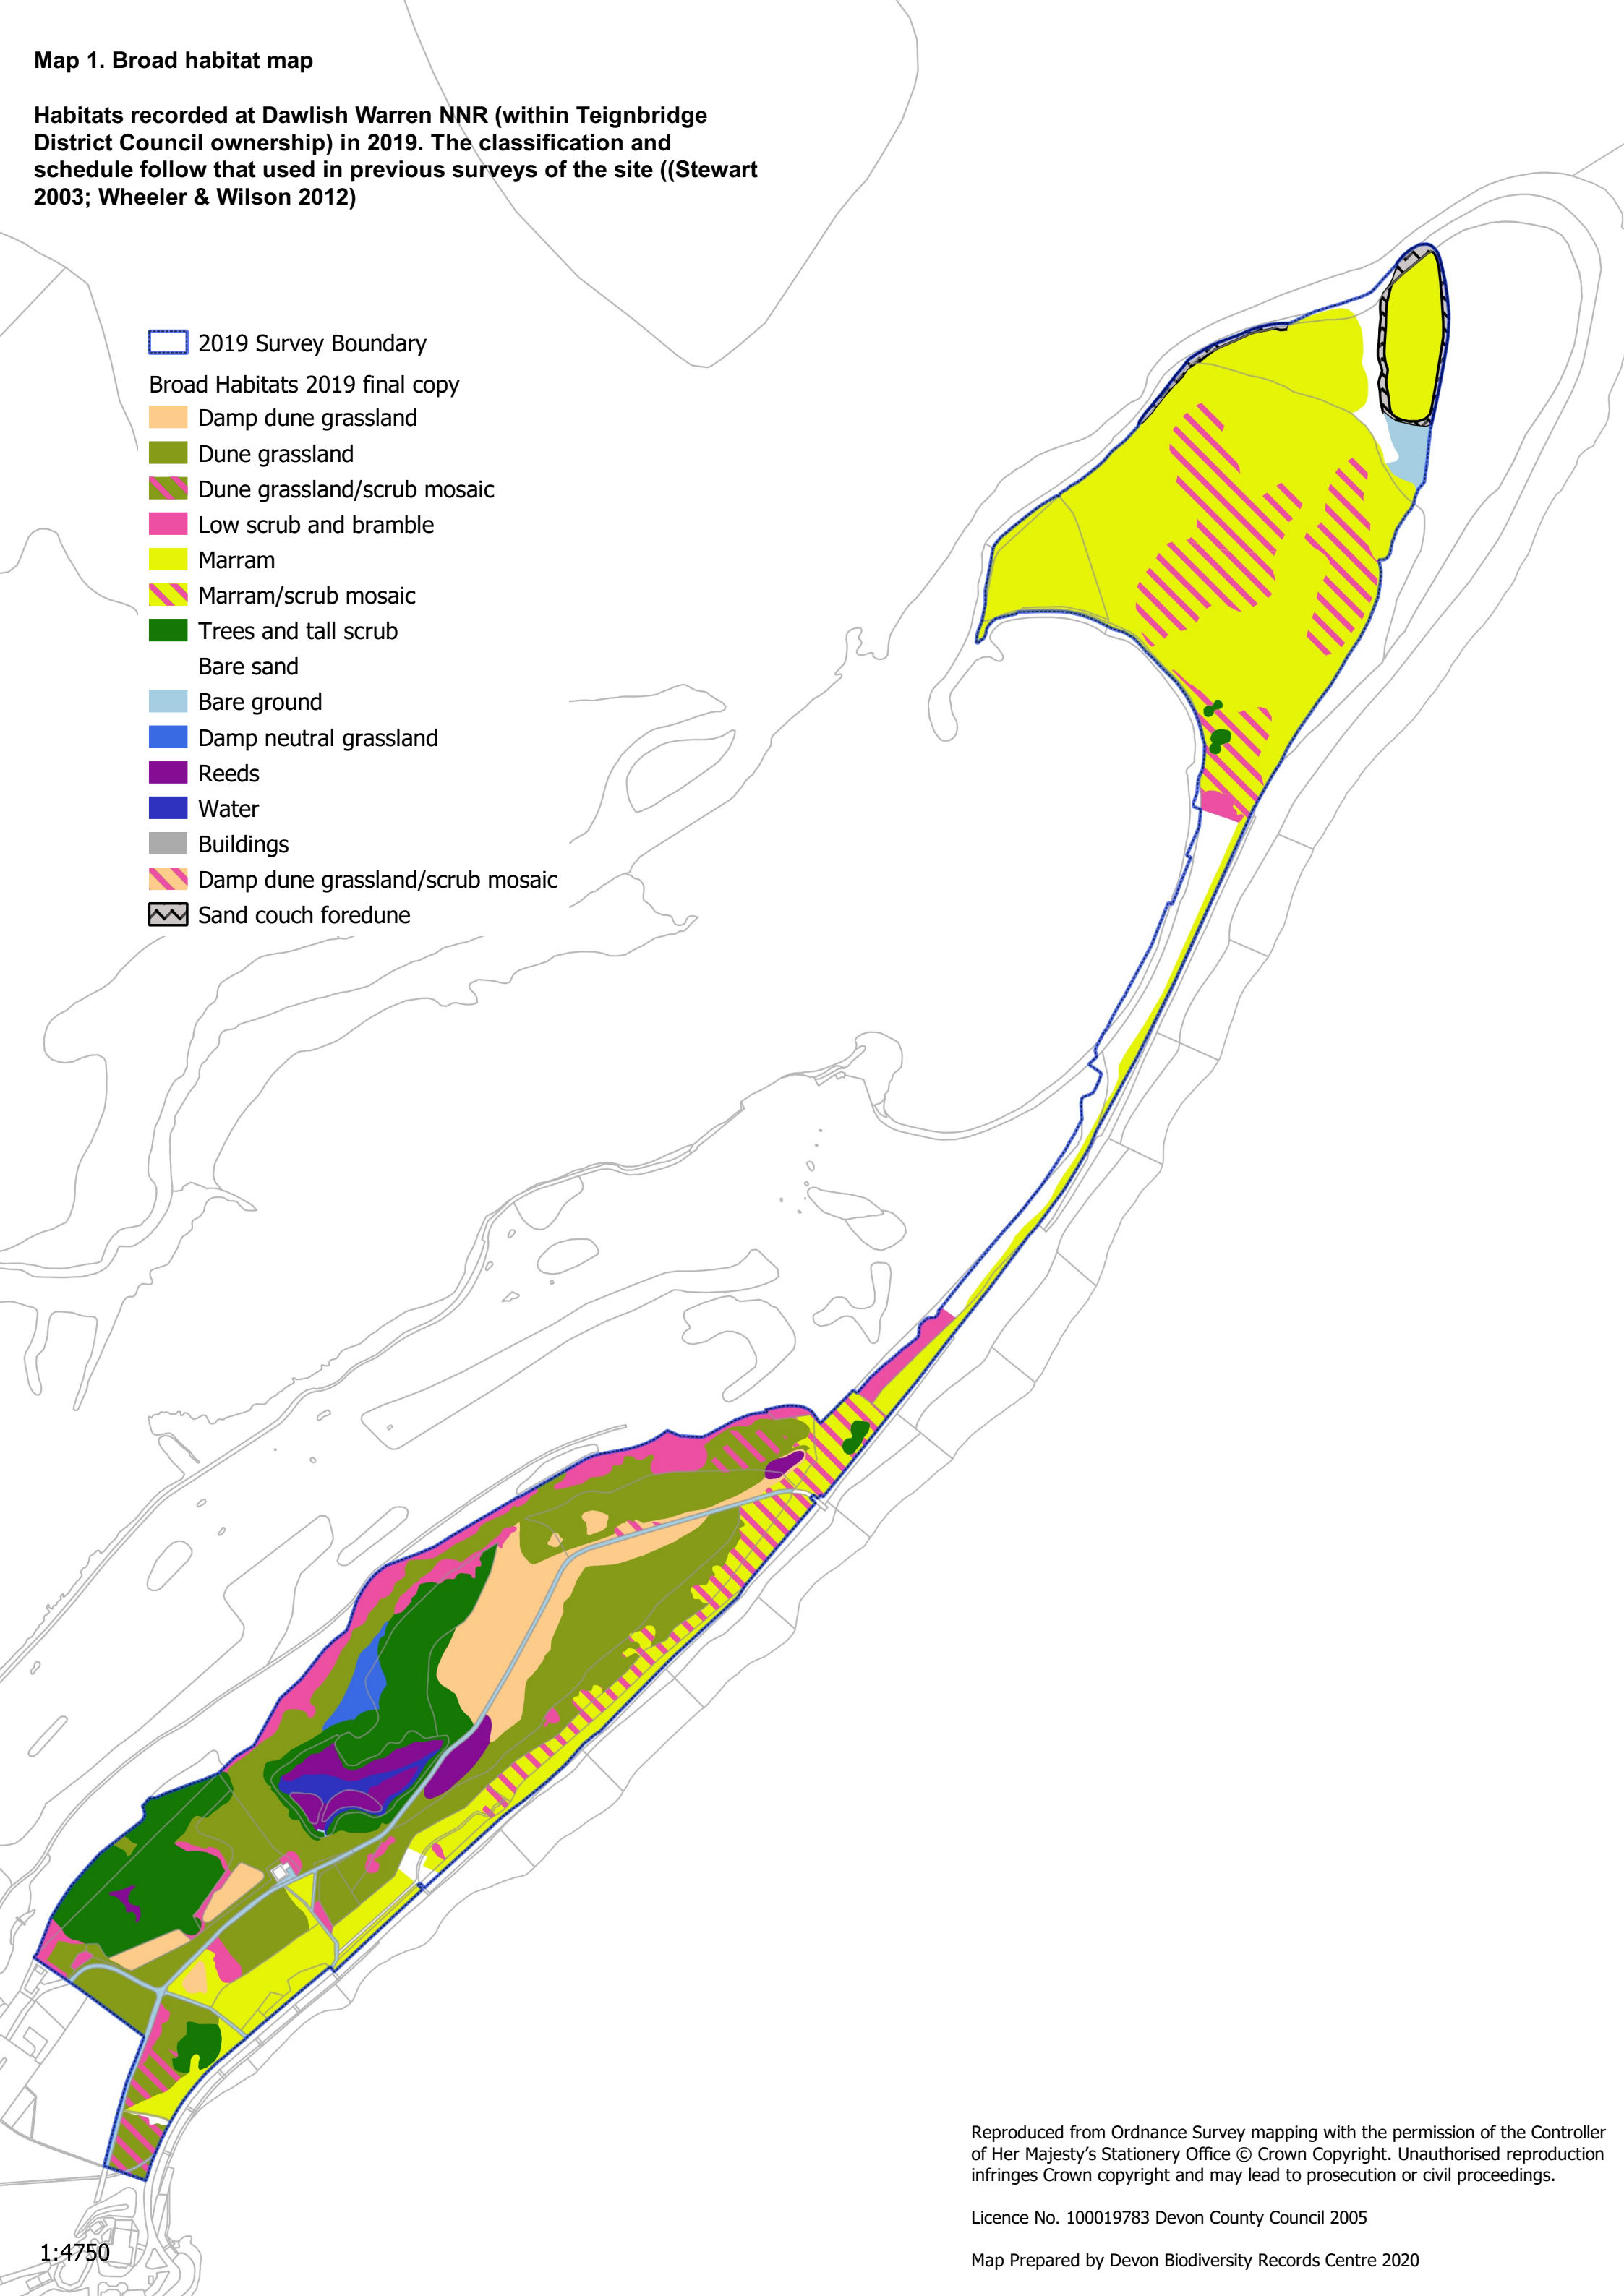 Map 1. Broad habitat map
Habitats recorded at Dawlish Warren NNR (within Teignbridge
District Council ownership) in 2019. The classification and
schedule follow that used in previous surveys of the site ((Stewart
2003; Wheeler & Wilson 2012)
2019 Survey Boundary
Broad Habitats 2019 final copy
Damp dune grassland
Dune grassland
Dune grassland/scrub mosaic
Low scrub and bramble
Marram
Marram/scrub mosaic
Trees and tall scrub
Bare sand
Bare ground
Damp neutral grassland
Reeds
Water
Buildings
Damp dune grassland/scrub mosaic
Sand couch foredune
Reproduced from Ordnance Survey mapping with the permission of the Controller
of Her Majesty’s Stationery Office © Crown Copyright. Unauthorised reproduction
infringes Crown copyright and may lead to prosecution or civil proceedings.
Licence No. 100019783 Devon County Council 2005
Map Prepared by Devon Biodiversity Records Centre 2020
1:4750